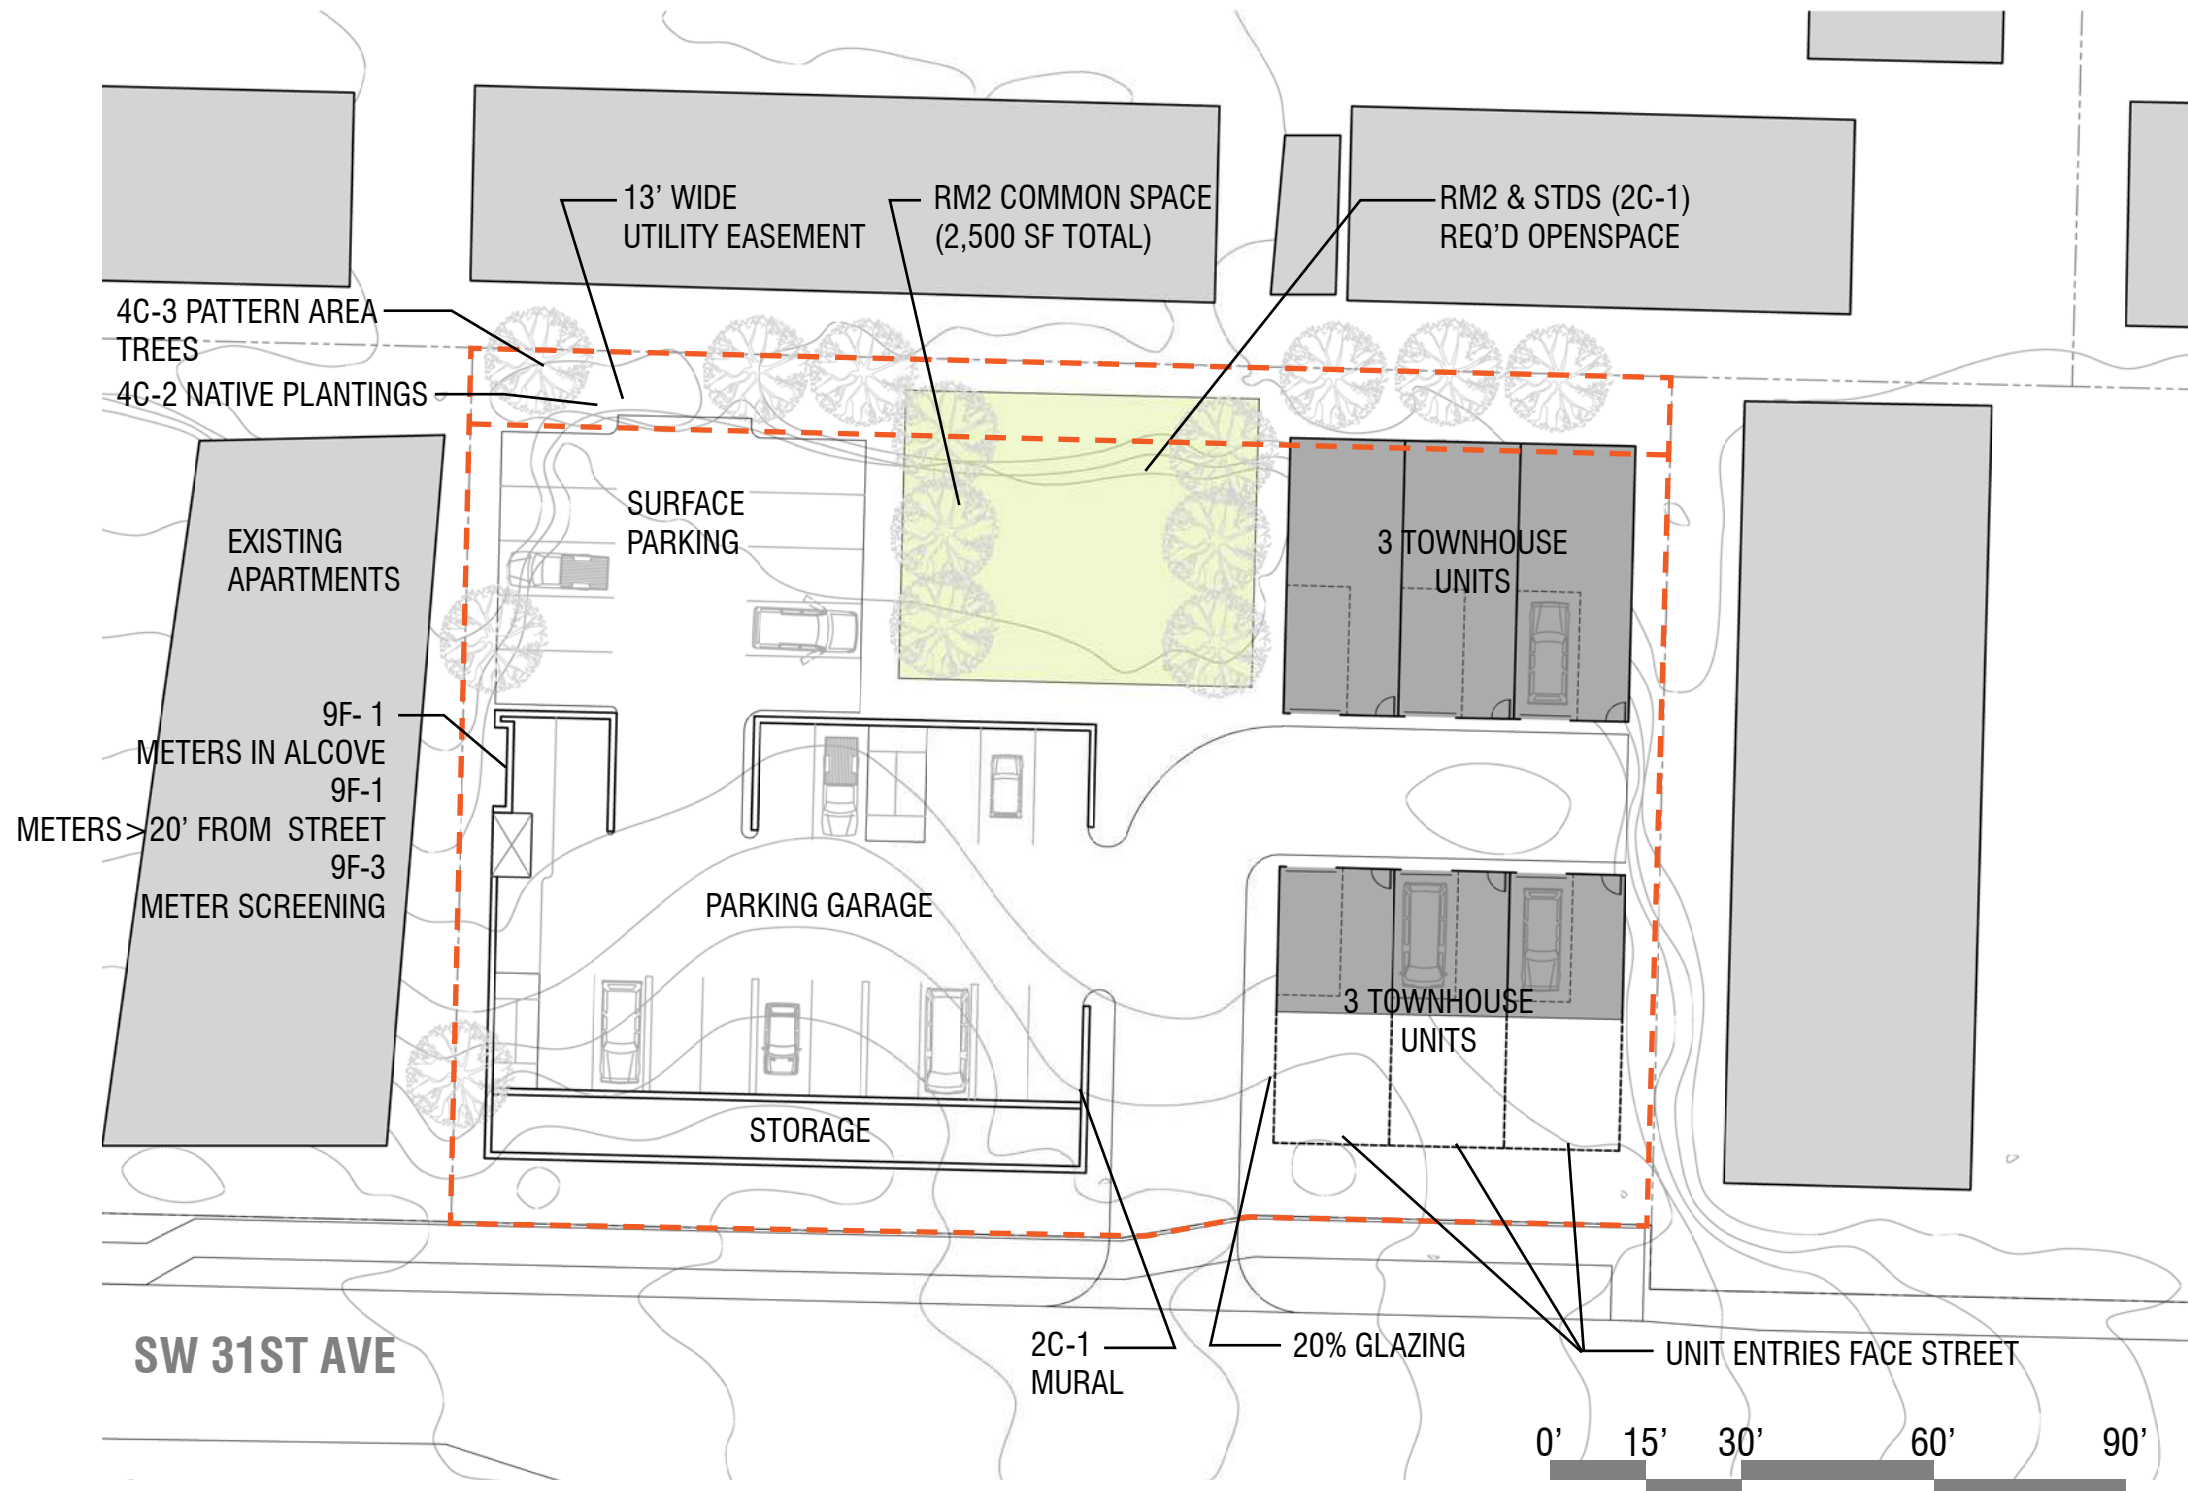 13’ WIDE
UTILITY EASEMENT
RM2 COMMON SPACE
(2,500 SF TOTAL)
RM2 & STDS (2C-1)
REQ’D OPENSPACE
4C-3 PATTERN AREA
TREES
4C-2 NATIVE PLANTINGS
SURFACE
PARKING
EXISTING
APARTMENTS
3 TOWNHOUSE
UNITS
9F- 1
METERS IN ALCOVE
9F-1
METERS>20’ FROM STREET
9F-3
METER SCREENING
PARKING GARAGE
3 TOWNHOUSE
UNITS
STORAGE
SW 31ST AVE
2C-1
MURAL
20% GLAZING
UNIT ENTRIES FACE STREET
0’ 15’ 30’ 60’ 90’